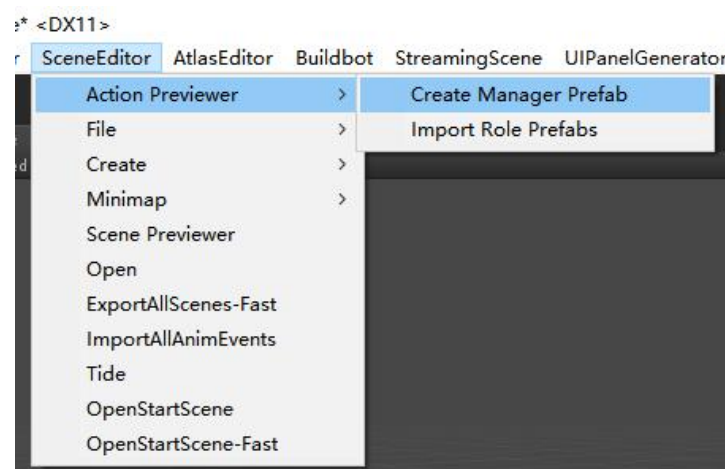 <DX11>
SceneEditor AtlasEditor Buildbot StreamingScene UIPanelGenerator
Action Previewer > Create Manager Prefab
File > Import Role Prefabs
Create >
Minimap >
Scene Previewer
Open
ExportAllScenes-Fast
ImportAllAnimEvents
Tide
OpenStartScene
OpenStartScene-Fast